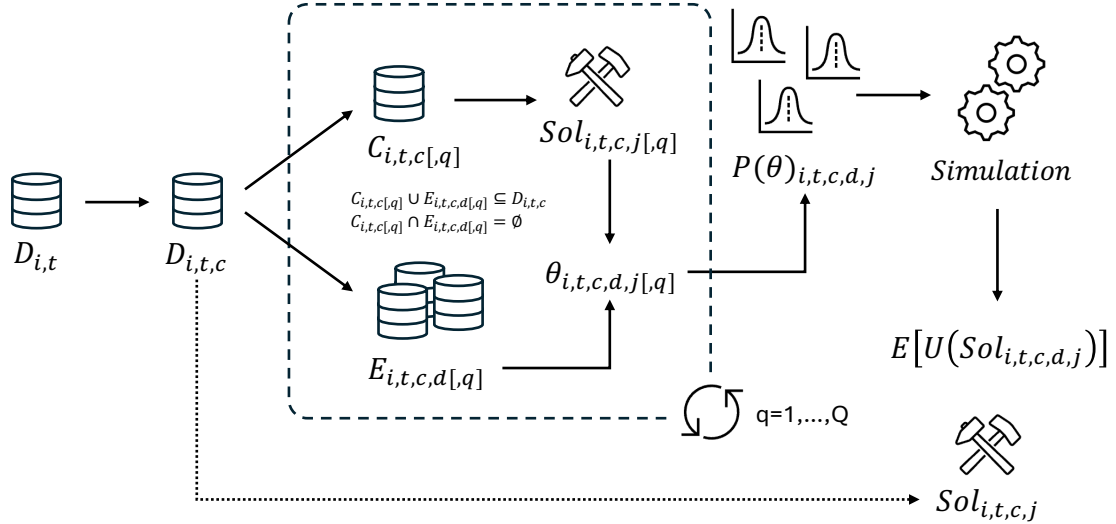 C_{i,t,c[,q]}
Sol_{i,t,c,j[,q]}
P(θ)_{i,t,c,d,j}
Simulation
C_{i,t,c[,q]} ∪ E_{i,t,c,d[,q]} ⊆ D_{i,t,c}
C_{i,t,c[,q]} ∩ E_{i,t,c,d[,q]} = ∅
D_{i,t}
D_{i,t,c}
θ_{i,t,c,d,j[,q]}
E_{i,t,c,d[,q]}
E[U(Sol_{i,t,c,d,j})]
q=1,...,Q
Sol_{i,t,c,j}